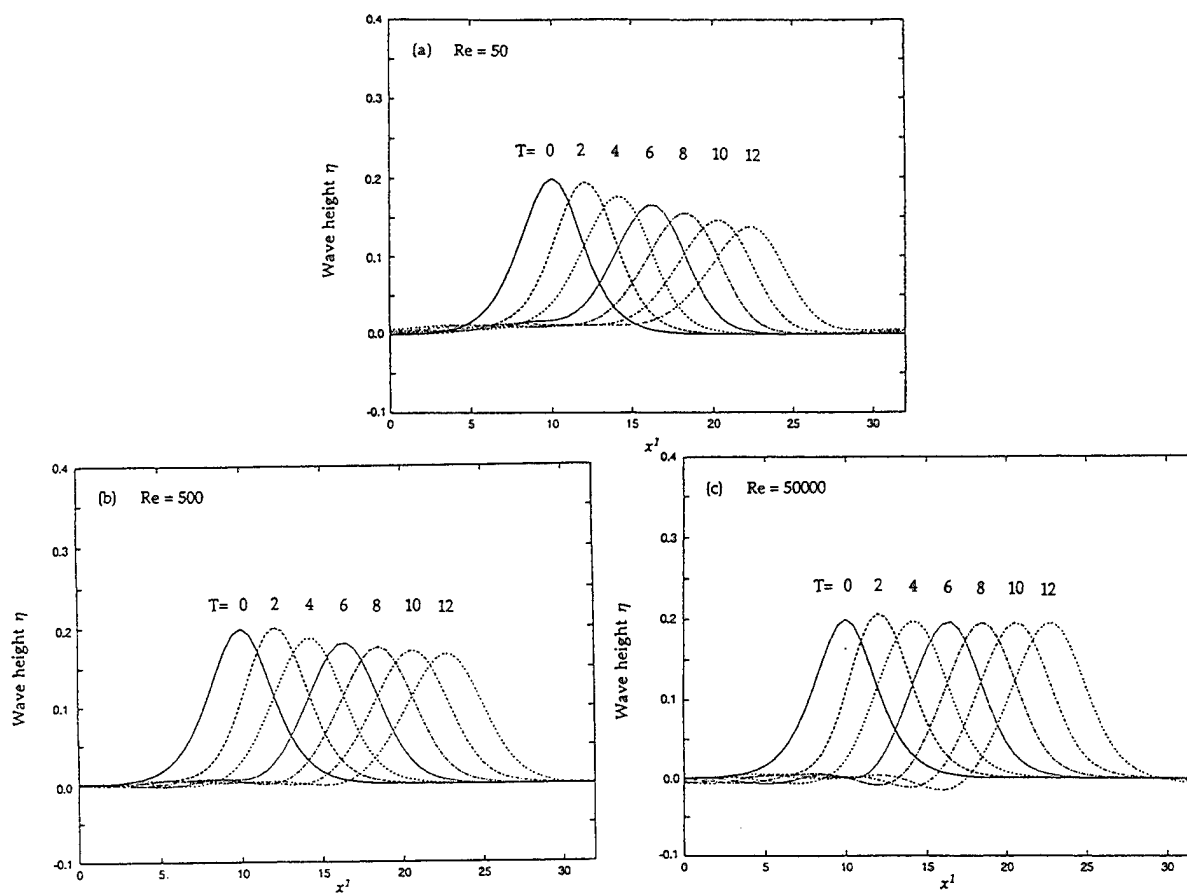 (a) Re = 50
0.4
0.3
0.2
0.1
0.0
-0.1
Wave height η
T= 0 2 4 6 8 10 12
0 5 10 15 20 25 30
x¹
(b) Re = 500
0.4
0.3
0.2
0.1
0.0
-0.1
Wave height η
T= 0 2 4 6 8 10 12
0 5. 10 15 20 25 30
x¹
(c) Re = 50000
0.4
0.3
0.2
0.1
0.0
-0.1
Wave height η
T= 0 2 4 6 8 10 12
0 5 10 15 20 25 30
x¹